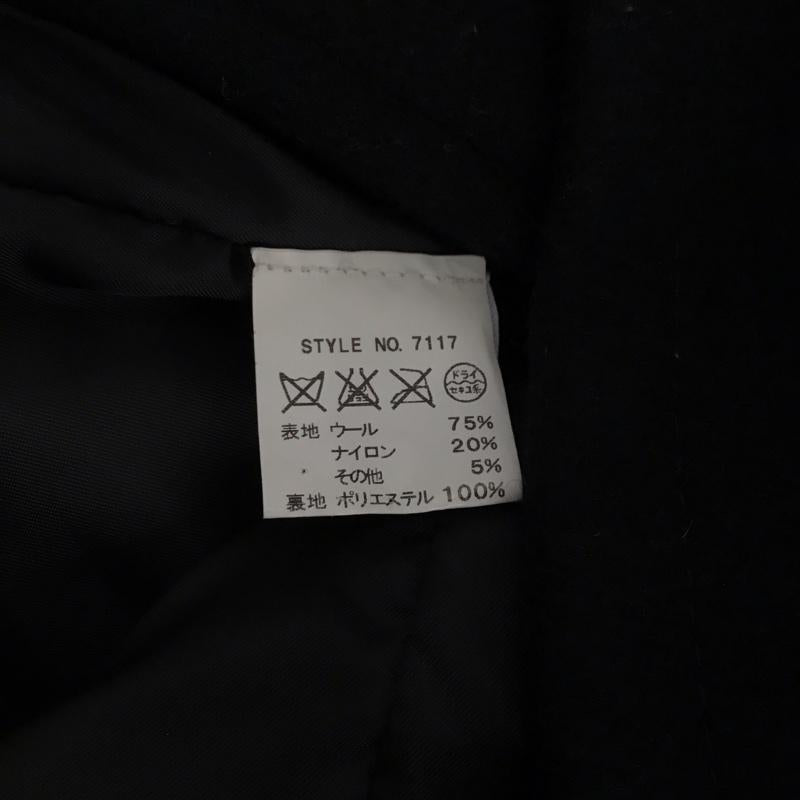 STYLE NO. 7117
ドライ
セキユ系
表地 ウール 75%
ナイロン 20%
その他 5%
裏地 ポリエステル 100%